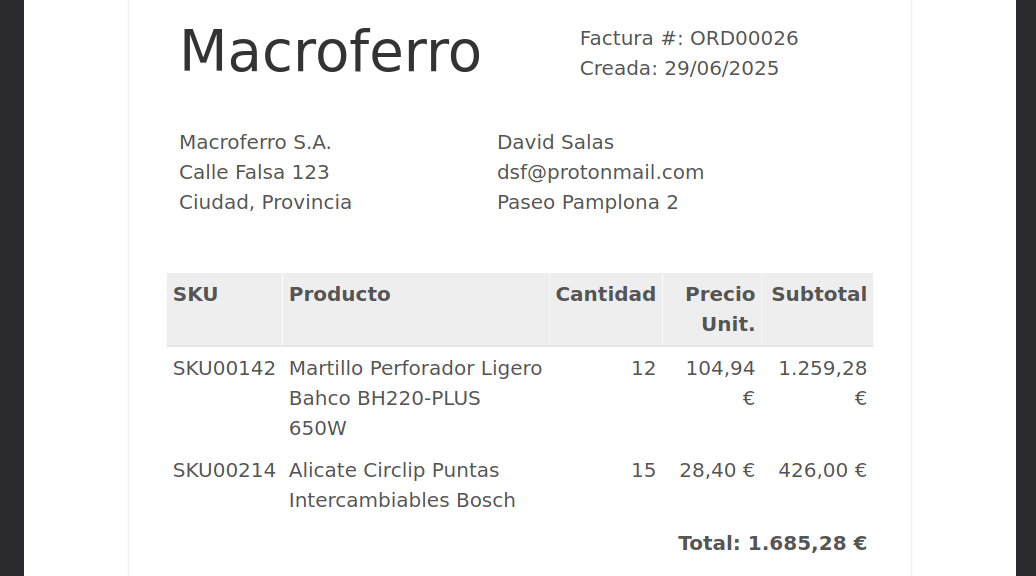 Macroferro
Factura #: ORD00026
Creada: 29/06/2025
Macroferro S.A.
Calle Falsa 123
Ciudad, Provincia
David Salas
dsf@protonmail.com
Paseo Pamplona 2
SKU Producto Cantidad Precio Subtotal
Unit.
SKU00142 Martillo Perforador Ligero 12 104,94 1.259,28
Bahco BH220-PLUS € €
650W
SKU00214 Alicate Circlip Puntas 15 28,40 € 426,00 €
Intercambiables Bosch
Total: 1.685,28 €